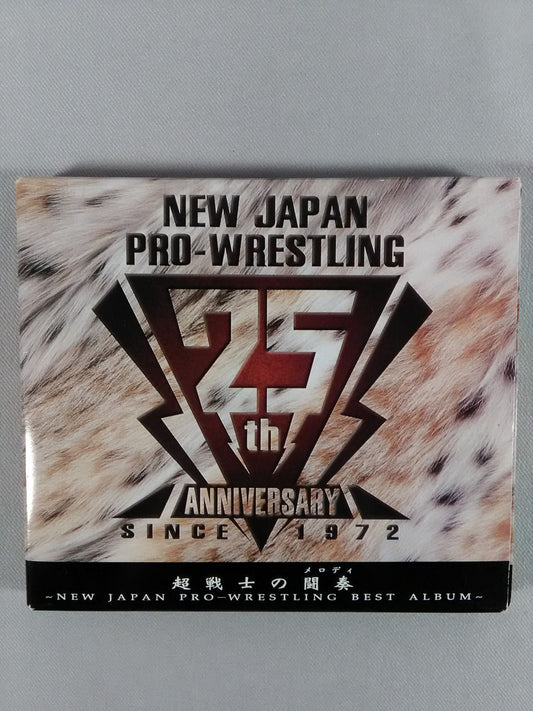 NEW JAPAN
PRO-WRESTLING
25
th
ANNIVERSARY
SINCE 1972
メロディ
超戦士の闘奏
~NEW JAPAN PRO-WRESTLING BEST ALBUM~